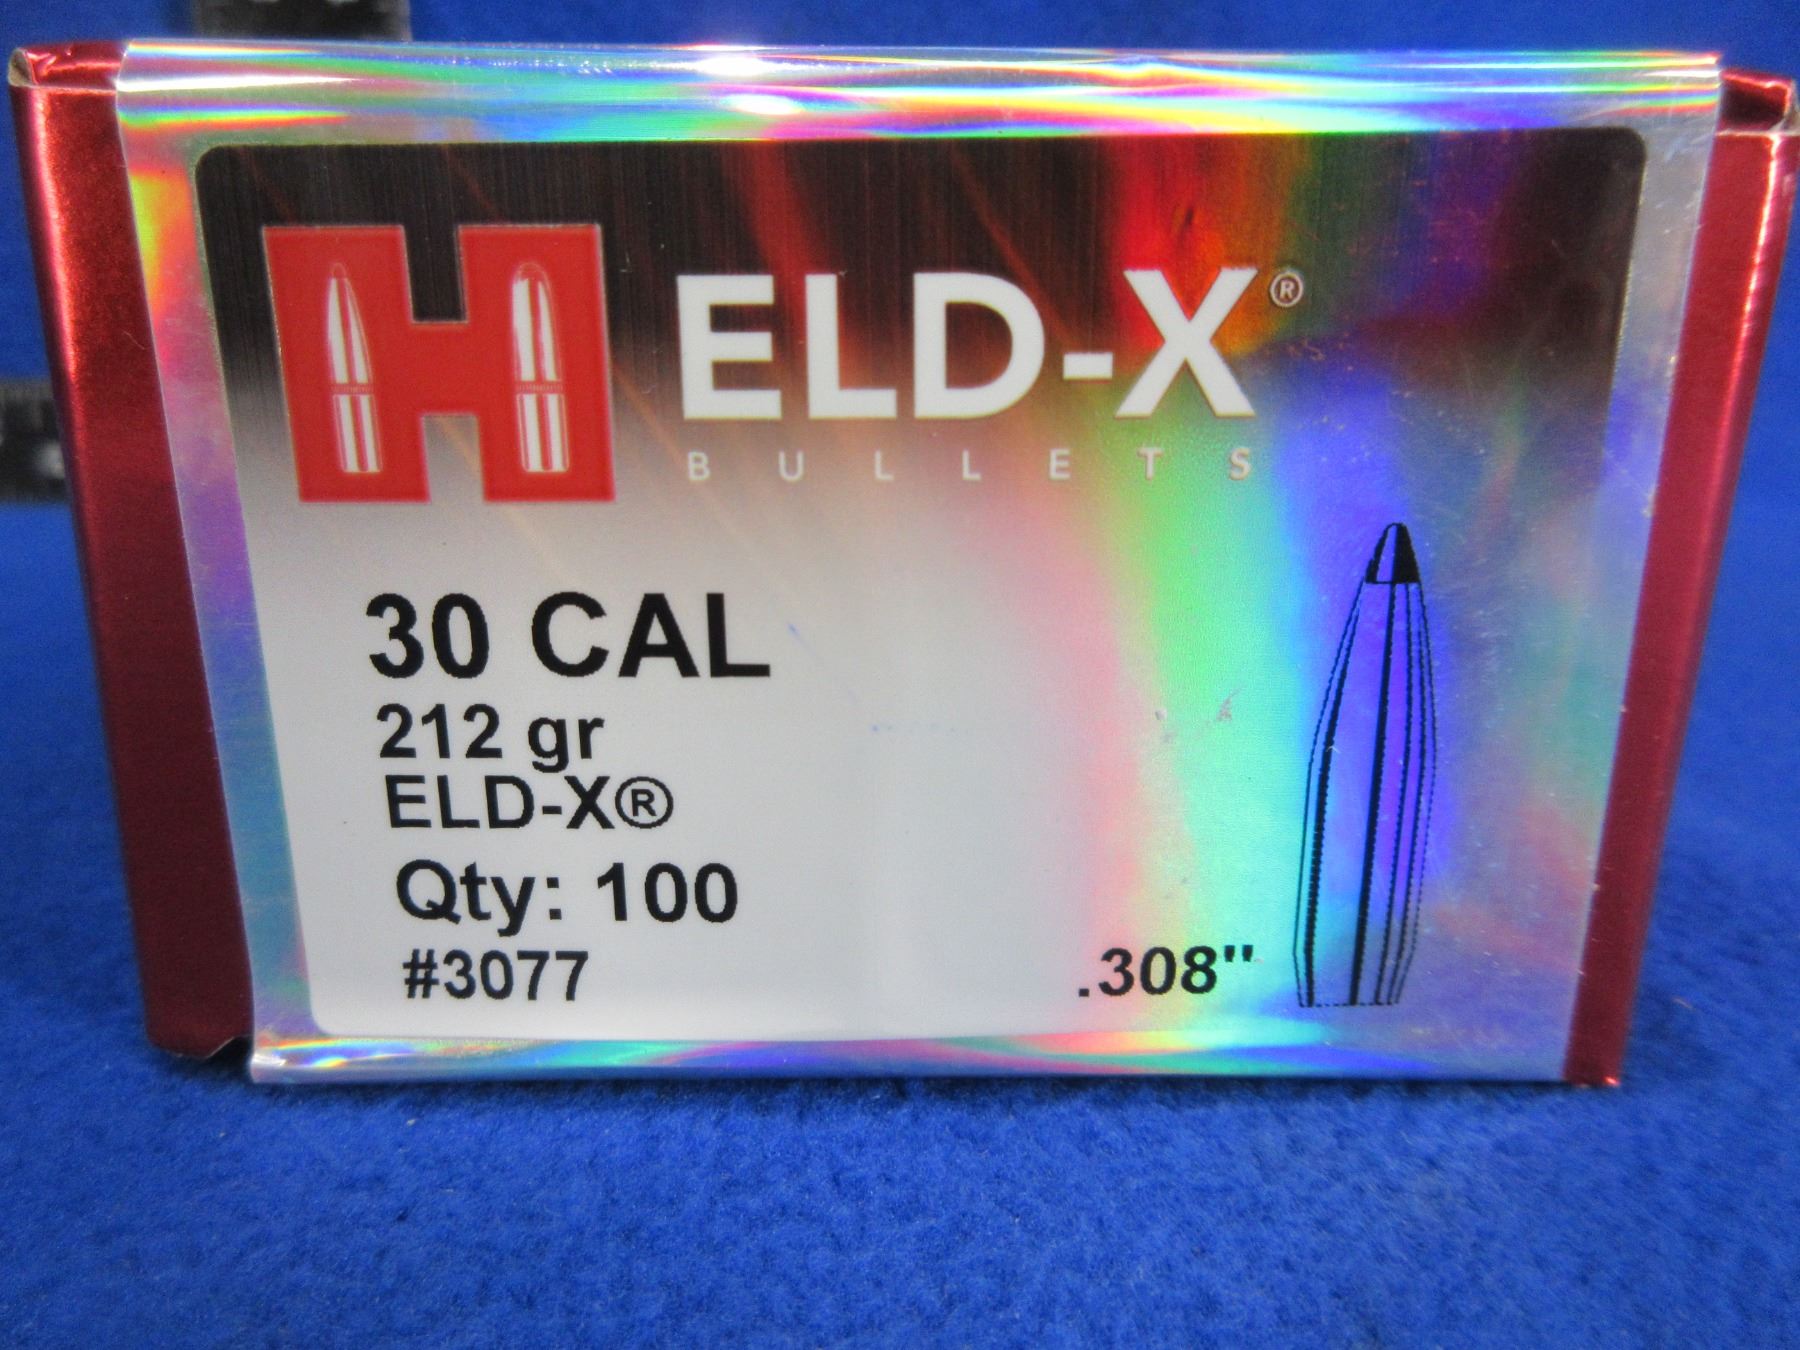 H ELD-X®
BULLETS
30 CAL
212 gr
ELD-X®
Qty: 100
#3077
.308"